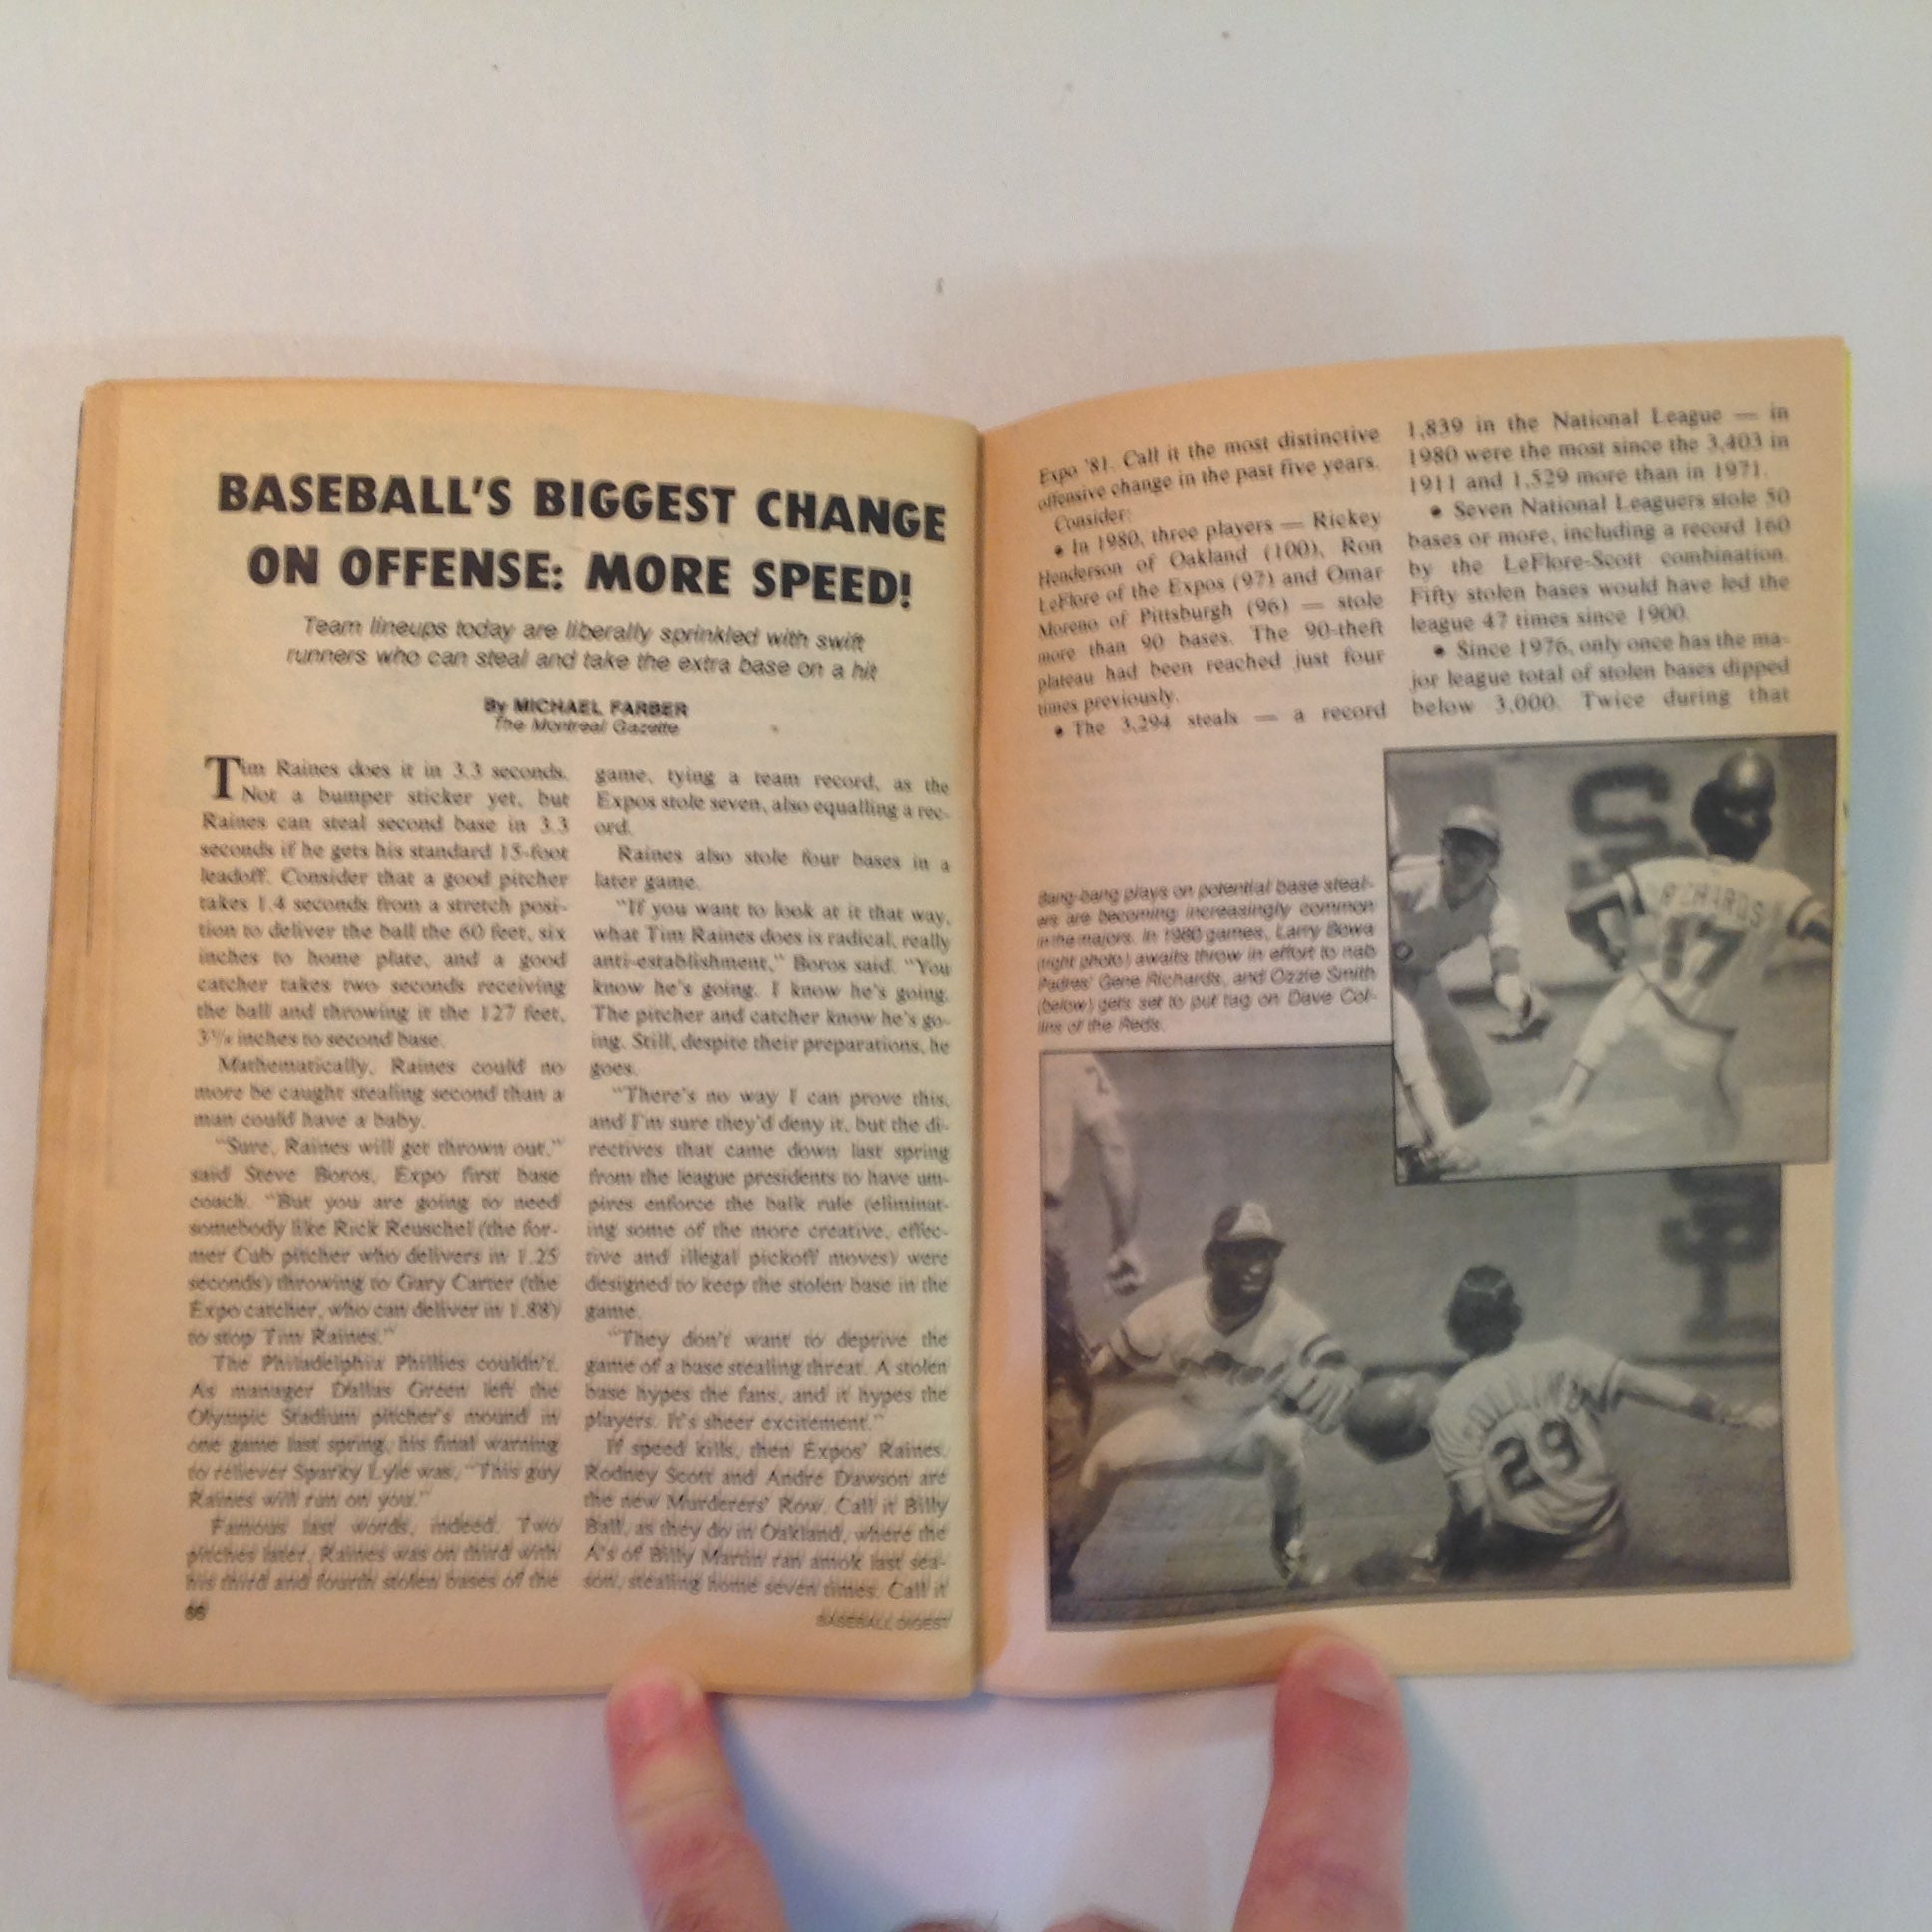 BASEBALL'S BIGGEST CHANGE
ON OFFENSE: MORE SPEED!
Team lineups today are liberally sprinkled with swift
runners who can steal and take the extra base on a hit
By MICHAEL FARBER
The Montreal Gazette
Tim Raines does it in 3.3 seconds.
Not a bumper sticker yet, but
Raines can steal second base in 3.3
seconds if he gets his standard 15-foot
leadoff. Consider that a good pitcher
takes 1.4 seconds from a stretch posi-
tion to deliver the ball the 60 feet, six
inches to home plate, and a good
catcher takes two seconds receiving
the ball and throwing it the 127 feet,
inches to second base.
Mathematically, Raines could no
more be caught stealing second than a
man could have a baby.
"Sure, Raines will get thrown out,"
said Steve Boros, Expo first base
coach. "But you are going to need
somebody like Rick Reuschel (the for-
mer Cub pitcher who delivers in 1.25
seconds) throwing to Gary Carter (the
Expo catcher, who can deliver in 1.88)
to stop Tim Raines."
The Philadelphia Phillies couldn't.
As manager Dallas Green left the
Olympic Stadium pitcher's mound in
one game last spring, his final warning
to reliever Sparky Lyle was, "This guy
Raines will run on you."
Famous last words, indeed. Two
pitches later, Raines was on third with
his third and fourth stolen bases of the
game, tying a team record, as the
Expos stole seven, also equalling a rec-
ord.
Raines also stole four bases in a
later game.
"If you want to look at it that way,
what Tim Raines does is radical, really
anti-establishment," Boros said. "You
know he's going. I know he's going.
The pitcher and catcher know he's go-
ing. Still, despite their preparations, he
goes.
"There's no way I can prove this,
and I'm sure they'd deny it, but the di-
rectives that came down last spring
from the league presidents to have um-
pires enforce the balk rule (eliminat-
ing some of the more creative, effec-
tive and illegal pickoff moves) were
designed to keep the stolen base in the
game.
"They don't want to deprive the
game of a base stealing threat. A stolen
base hypes the fans, and it hypes the
players. It's sheer excitement."
If speed kills, then Expos' Raines,
Rodney Scott and Andre Dawson are
the new Murderers' Row. Call it Billy
Ball, as they do in Oakland, where the
A's of Billy Martin ran amok last sea-
son, stealing home seven times. Call it
BASEBALL DIGEST
Expo '81. Call it the most distinctive
offensive change in the past five years.
Consider:
• In 1980, three players — Rickey
Henderson of Oakland (100), Ron
LeFlore of the Expos (97) and Omar
Moreno of Pittsburgh (96) — stole
more than 90 bases. The 90-theft
plateau had been reached just four
times previously.
• The 3,294 steals — a record
1,839 in the National League — in
1980 were the most since the 3,403 in
1911 and 1,529 more than in 1971.
• Seven National Leaguers stole 50
bases or more, including a record 160
by the LeFlore-Scott combination.
Fifty stolen bases would have led the
league 47 times since 1900.
• Since 1976, only once has the ma-
jor league total of stolen bases dipped
below 3,000. Twice during that
Bang-bang plays on potential base steal-
ers are becoming increasingly common
in the majors. In 1980 games, Larry Bowa
(right photo) awaits throw in effort to nab
Padres' Gene Richards, and Ozzie Smith
(below) gets set to put tag on Dave Col-
lins of the Reds.
RICHARDS
17
COLLINS
29